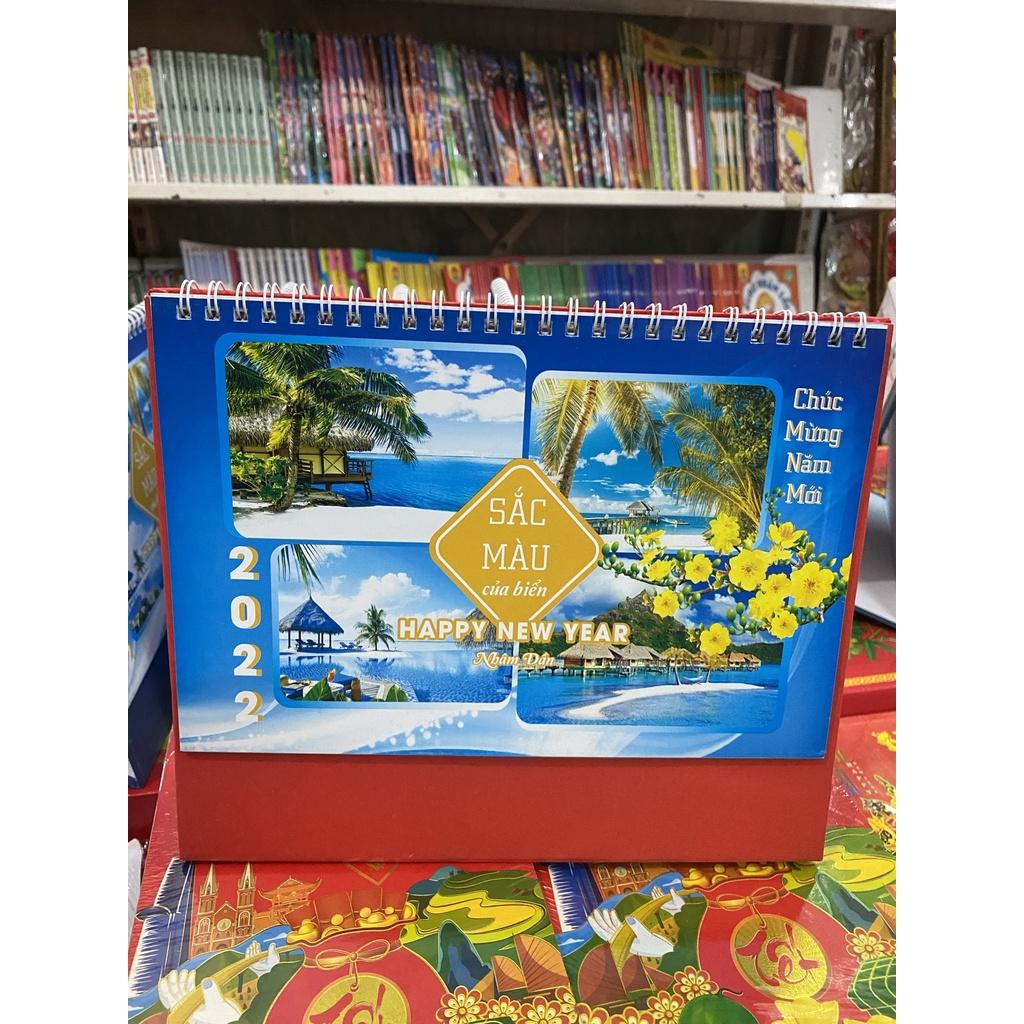 Chúc
Mừng
Năm
Mới
SẮC
MÀU
của biển
HAPPY NEW YEAR
Nhâm Dần
2022